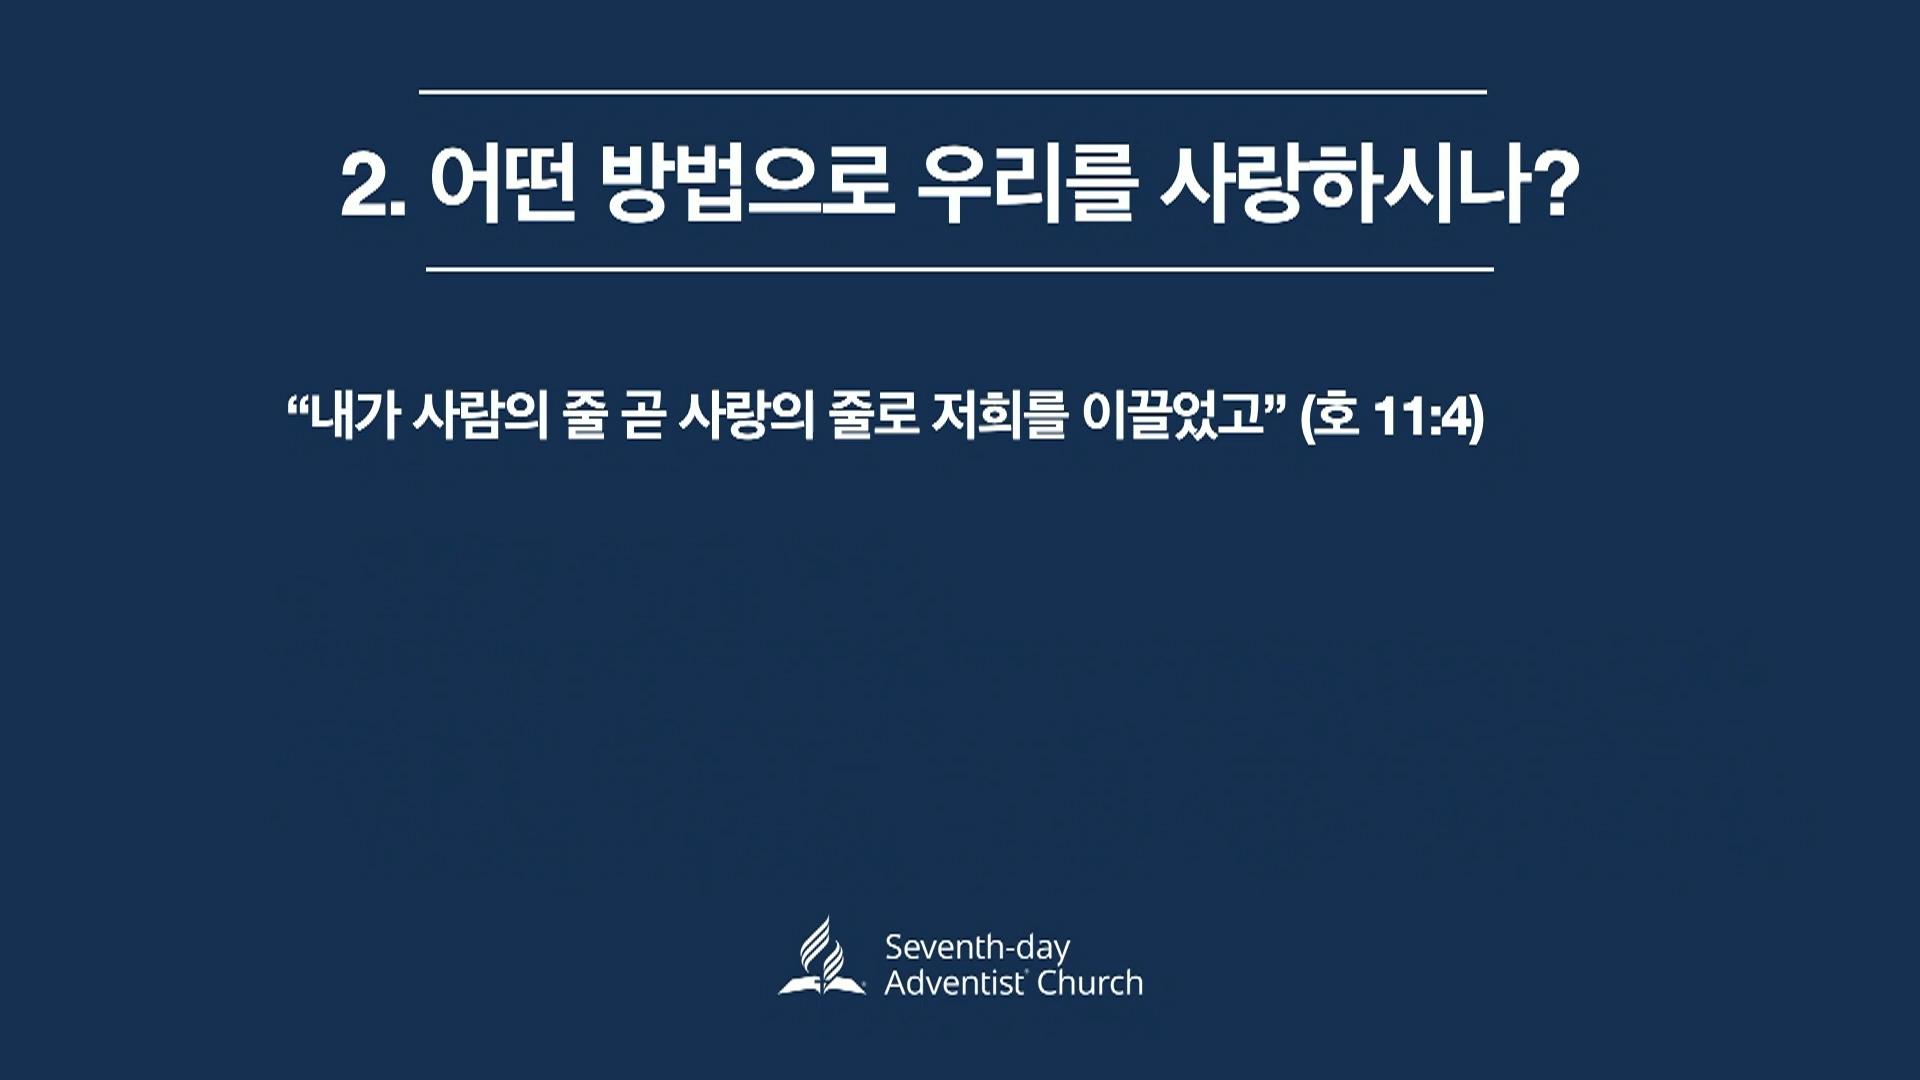 2. 어떤 방법으로 우리를 사랑하시나?
“내가 사람의 줄 곧 사랑의 줄로 저희를 이끌었고” (호 11:4)
Seventh-day
Adventist® Church